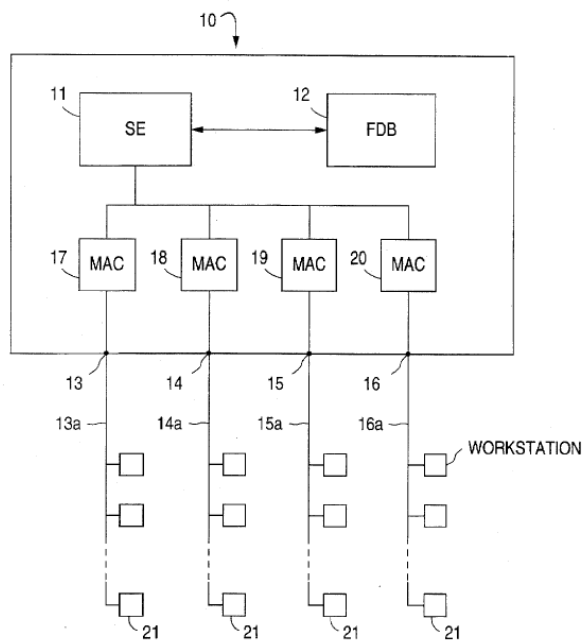 10
11
SE
12
FDB
17
MAC
18
MAC
19
MAC
20
MAC
13
14
15
16
13a
14a
15a
16a
WORKSTATION
21
21
21
21